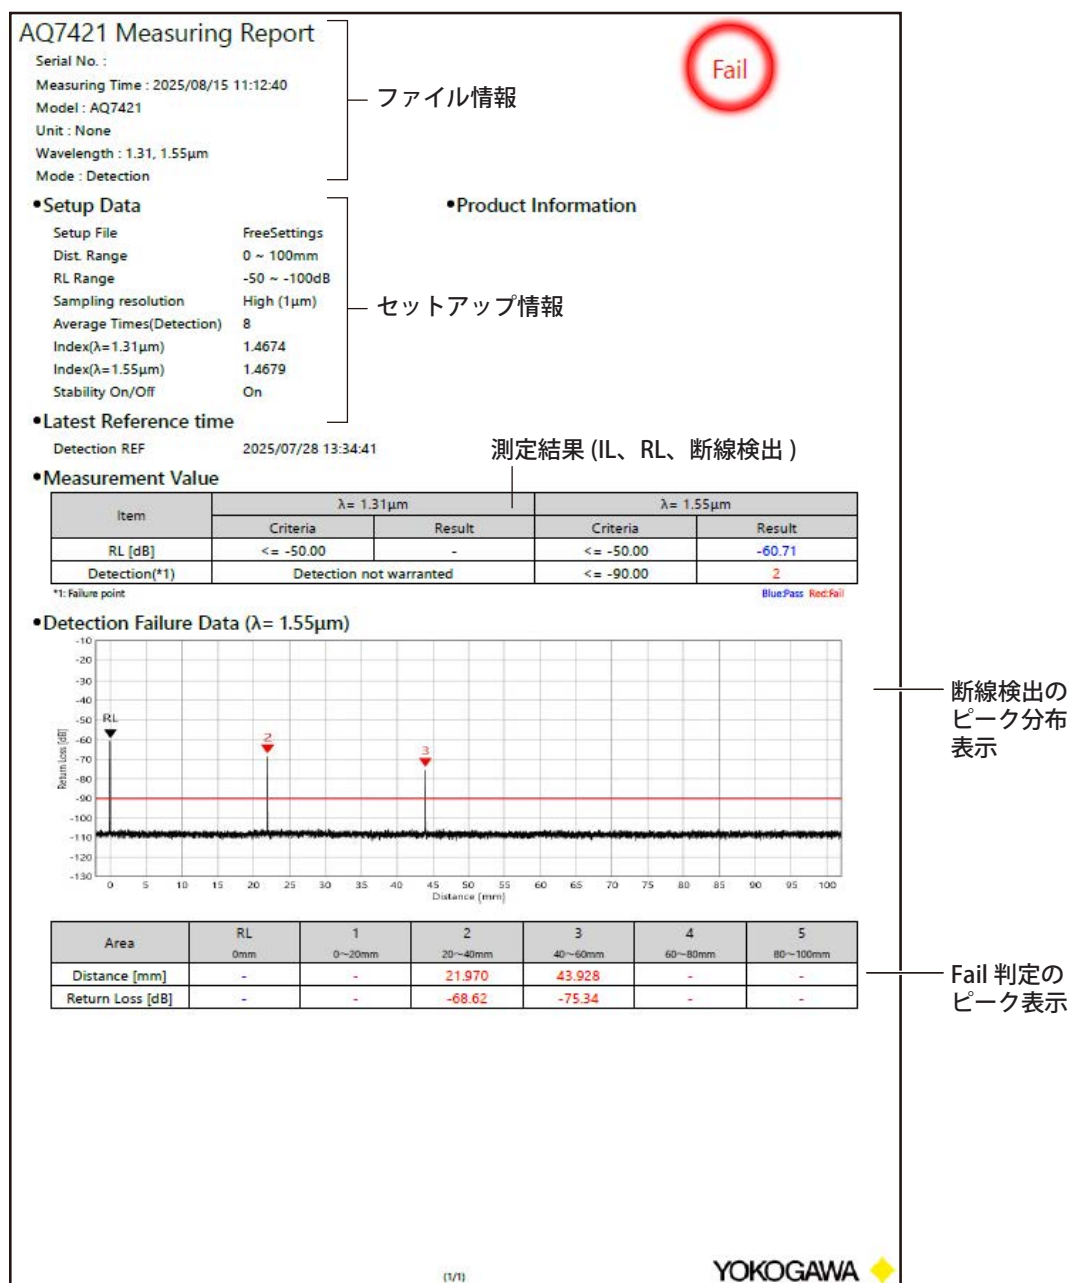 AQ7421 Measuring Report
Serial No. :
Measuring Time : 2025/08/15 11:12:40
Model : AQ7421
Unit : None
Wavelength : 1.31, 1.55μm
Mode : Detection
Fail
ファイル情報
•Setup Data
Setup File FreeSettings
Dist. Range 0 ~ 100mm
RL Range -50 ~ -100dB
Sampling resolution High (1μm)
Average Times(Detection) 8
Index(λ=1.31μm) 1.4674
Index(λ=1.55μm) 1.4679
Stability On/Off On
•Product Information
セットアップ情報
•Latest Reference time
Detection REF 2025/07/28 13:34:41
測定結果 (IL、RL、断線検出 )
•Measurement Value
Item λ= 1.31μm λ= 1.55μm
Criteria Result Criteria Result
RL [dB] <= -50.00 - <= -50.00 -60.71
Detection(*1) Detection not warranted <= -90.00 2
*1: Failure point Blue:Pass Red:Fail
•Detection Failure Data (λ= 1.55μm)
-10
-20
-30
-40
-50
-60
-70
-80
-90
-100
-110
-120
-130
Return Loss [dB]
RL
2
3
0 5 10 15 20 25 30 35 40 45 50 55 60 65 70 75 80 85 90 95 100
Distance [mm]
断線検出の
ピーク分布
表示
Area RL 1 2 3 4 5
0mm 0～20mm 20～40mm 40～60mm 60～80mm 80～100mm
Distance [mm] - - 21.970 43.928 - -
Return Loss [dB] - - -68.62 -75.34 - -
Fail 判定の
ピーク表示
(1/1)
YOKOGAWA